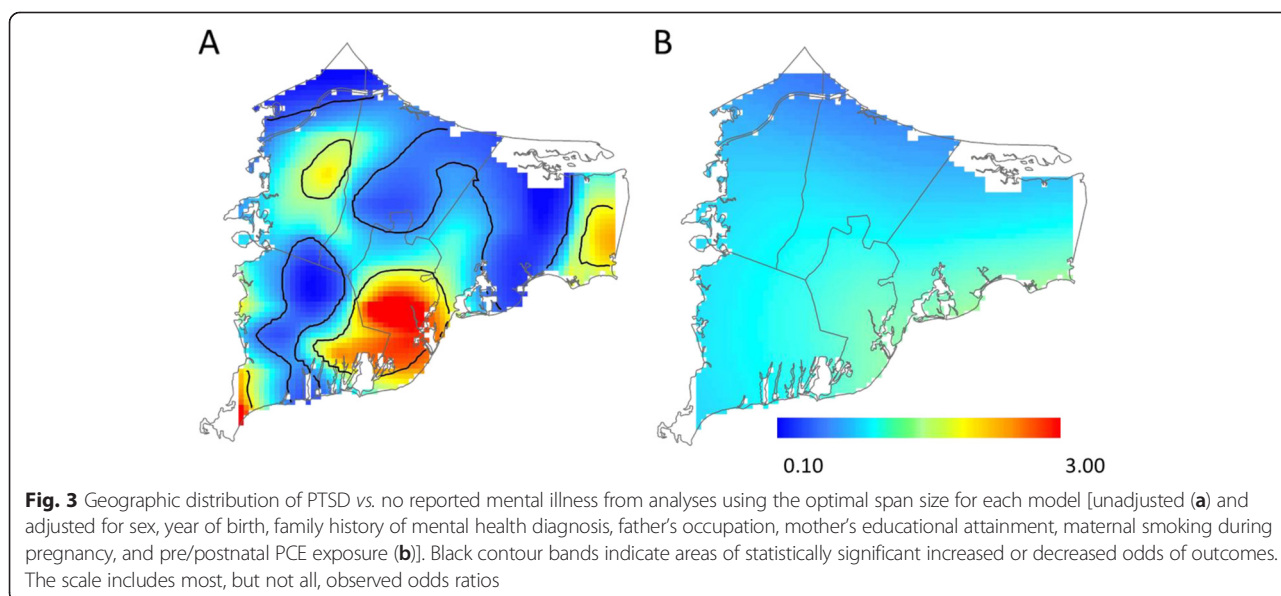 A
B
0.10
3.00
Fig. 3 Geographic distribution of PTSD vs. no reported mental illness from analyses using the optimal span size for each model [unadjusted (a) and
adjusted for sex, year of birth, family history of mental health diagnosis, father's occupation, mother's educational attainment, maternal smoking during
pregnancy, and pre/postnatal PCE exposure (b)]. Black contour bands indicate areas of statistically significant increased or decreased odds of outcomes.
The scale includes most, but not all, observed odds ratios